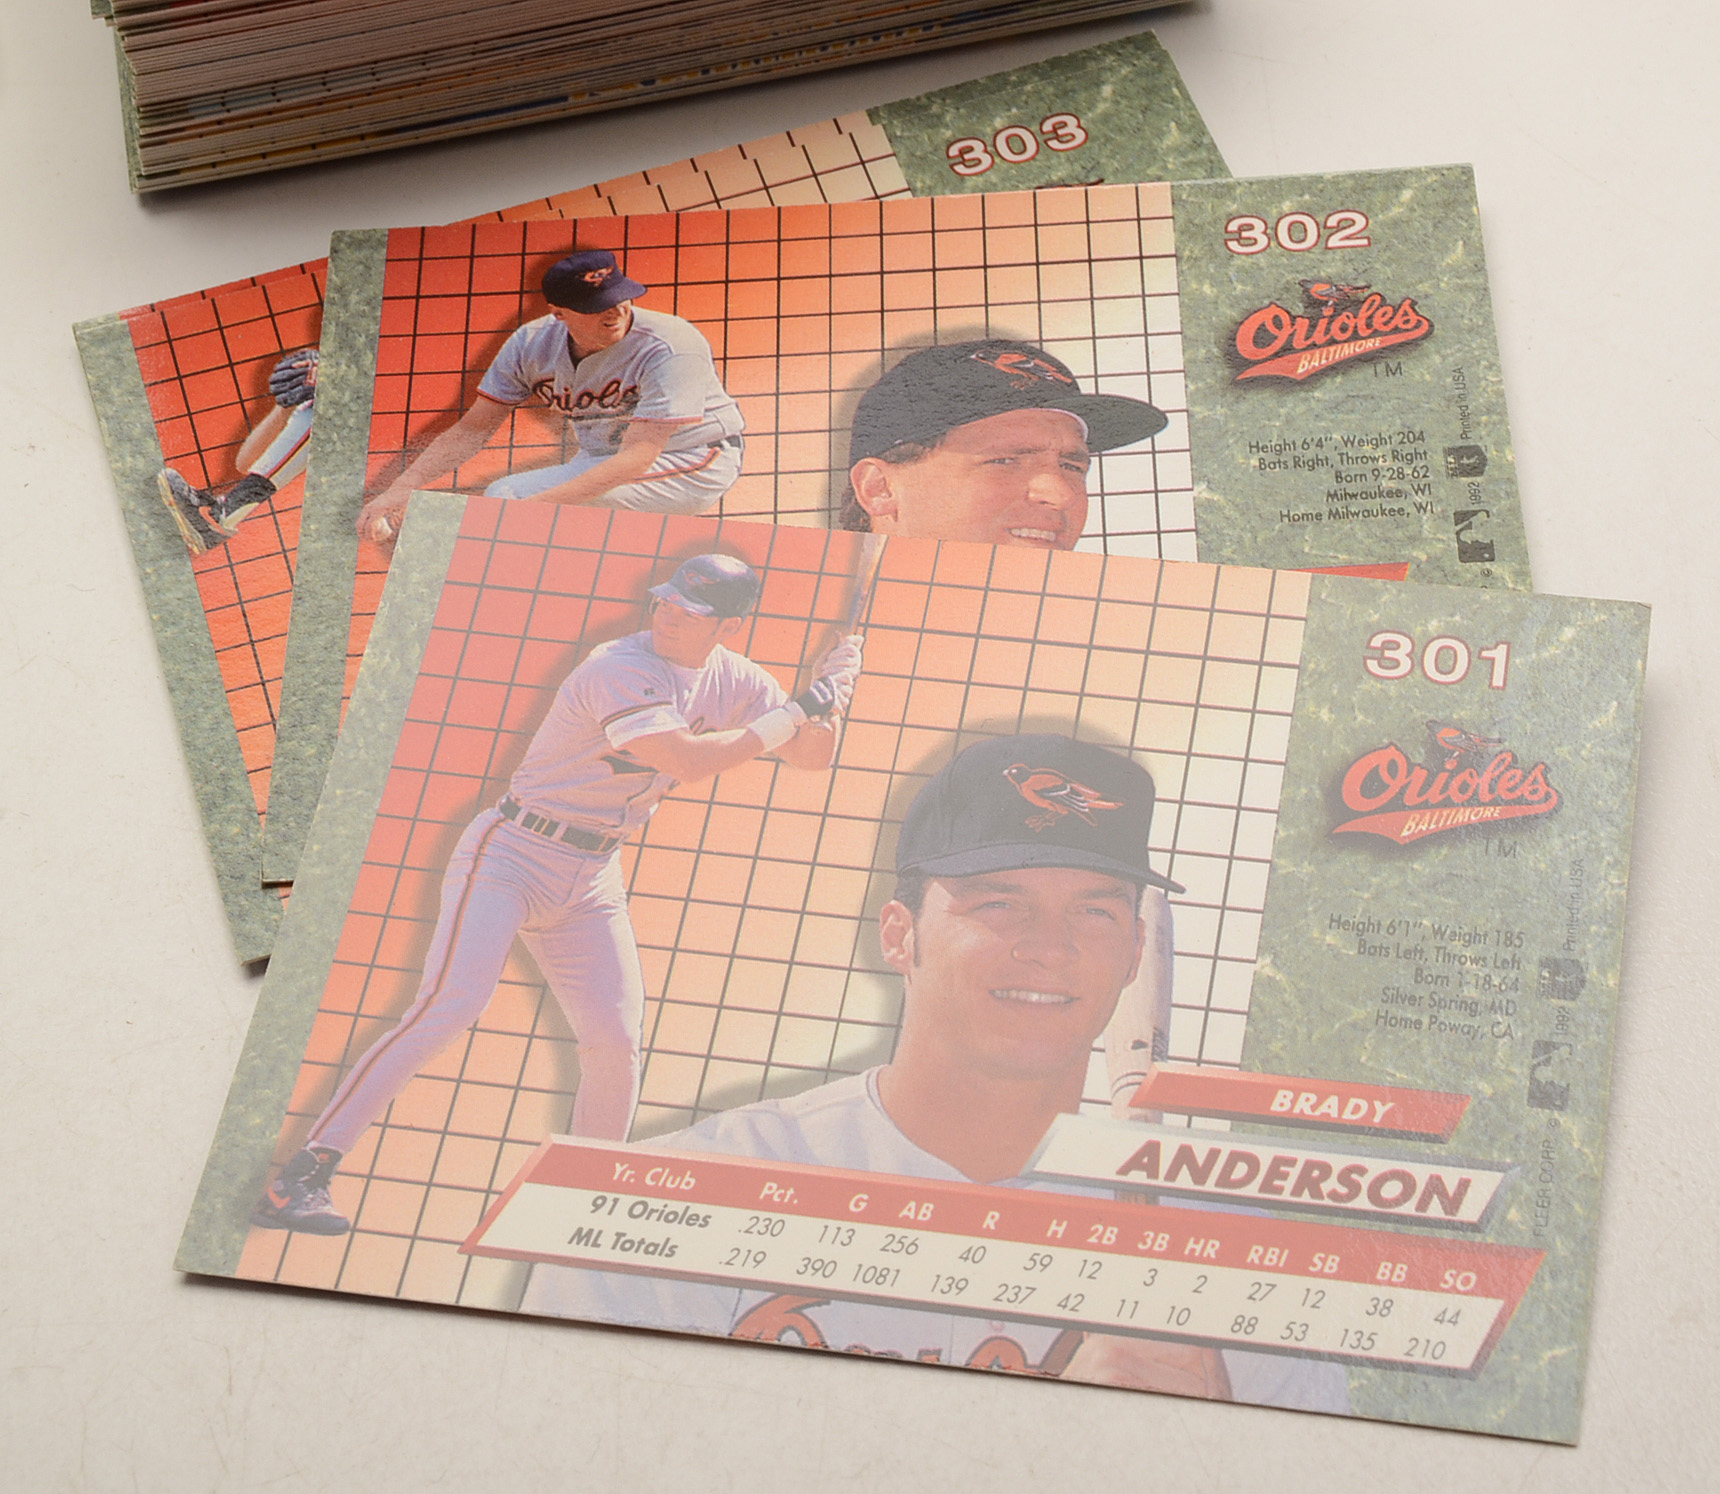 303
302
Orioles
BALTIMORE
TM
Height 6'4", Weight 204
Bats Right, Throws Right
Born 9-28-62
Milwaukee, WI
Home Milwaukee, WI
© 1992
Printed in USA
Orioles
301
Orioles
BALTIMORE
TM
Height 6'1", Weight 185
Bats Left, Throws Left
Born 1-18-64
Silver Spring, MD
Home Poway, CA
FLEER CORP. © 1992
Printed in USA
BRADY
ANDERSON
Yr. Club Pct. G AB R H 2B 3B HR RBI SB BB SO
91 Orioles .230 113 256 40 59 12 3 2 27 12 38 44
ML Totals .219 390 1081 139 237 42 11 10 88 53 135 210